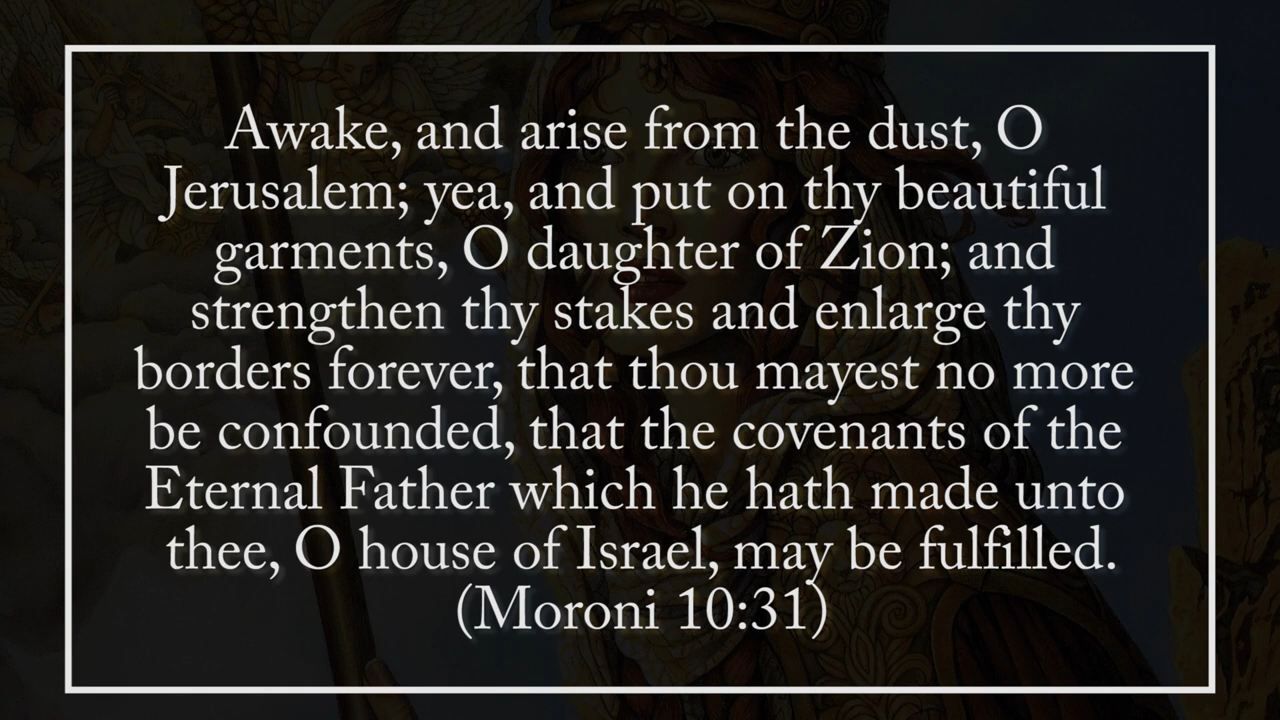 Awake, and arise from the dust, O
Jerusalem; yea, and put on thy beautiful
garments, O daughter of Zion; and
strengthen thy stakes and enlarge thy
borders forever, that thou mayest no more
be confounded, that the covenants of the
Eternal Father which he hath made unto
thee, O house of Israel, may be fulfilled.
(Moroni 10:31)